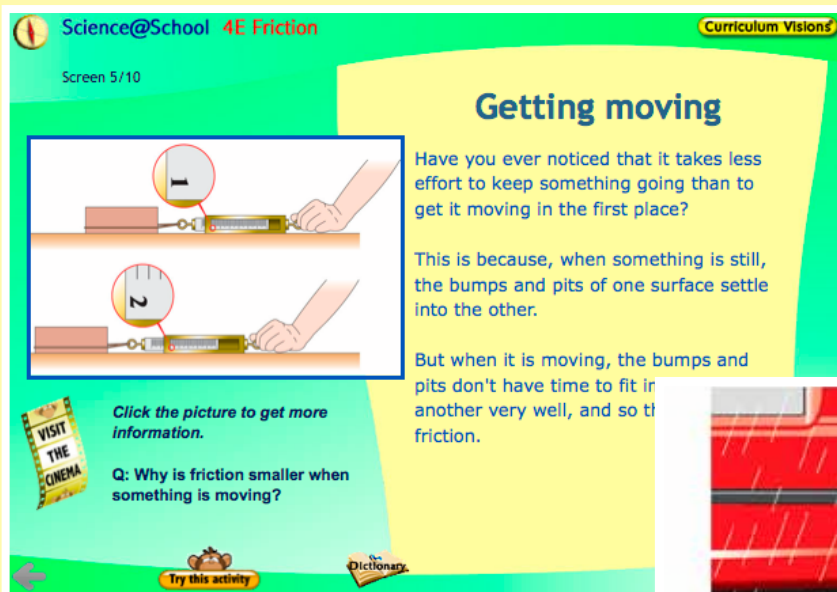 Science@School 4E Friction
Curriculum Visions
Screen 5/10
Getting moving
Have you ever noticed that it takes less
effort to keep something going than to
get it moving in the first place?
This is because, when something is still,
the bumps and pits of one surface settle
into the other.
But when it is moving, the bumps and
pits don't have time to fit
another very well, and so
friction.
1
2
VISIT
THE
CINEMA
Click the picture to get more
information.
Q: Why is friction smaller when
something is moving?
Try this activity
Dictionary